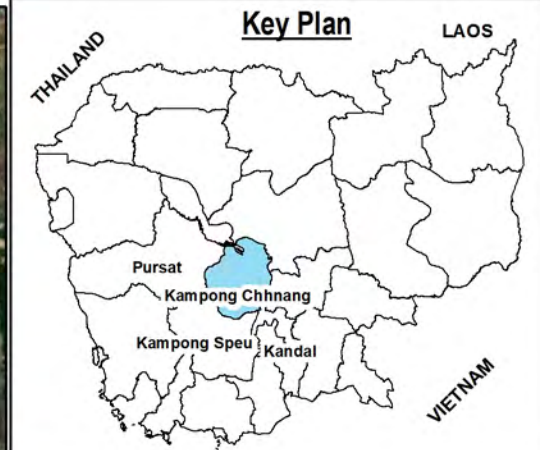 Key Plan
LAOS
THAILAND
Pursat
Kampong Chhnang
Kampong Speu
Kandal
VIETNAM